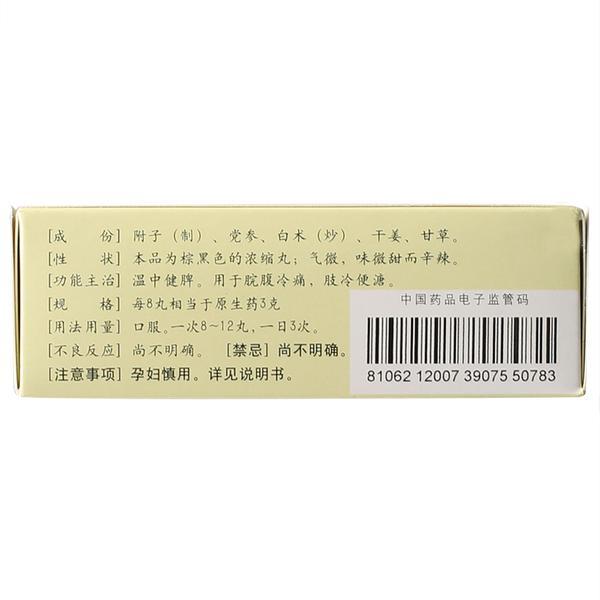 [成　份] 附子（制）、党参、白术（炒）、干姜、甘草。
[性　状] 本品为棕黑色的浓缩丸；气微，味微甜而辛辣。
[功能主治] 温中健脾。用于脘腹冷痛，肢冷便溏。
[规　格] 每8丸相当于原生药3克
[用法用量] 口服。一次8～12丸，一日3次。
[不良反应] 尚不明确。 [禁忌] 尚不明确。
[注意事项] 孕妇慎用。详见说明书。
中国药品电子监管码
81062 12007 39075 50783